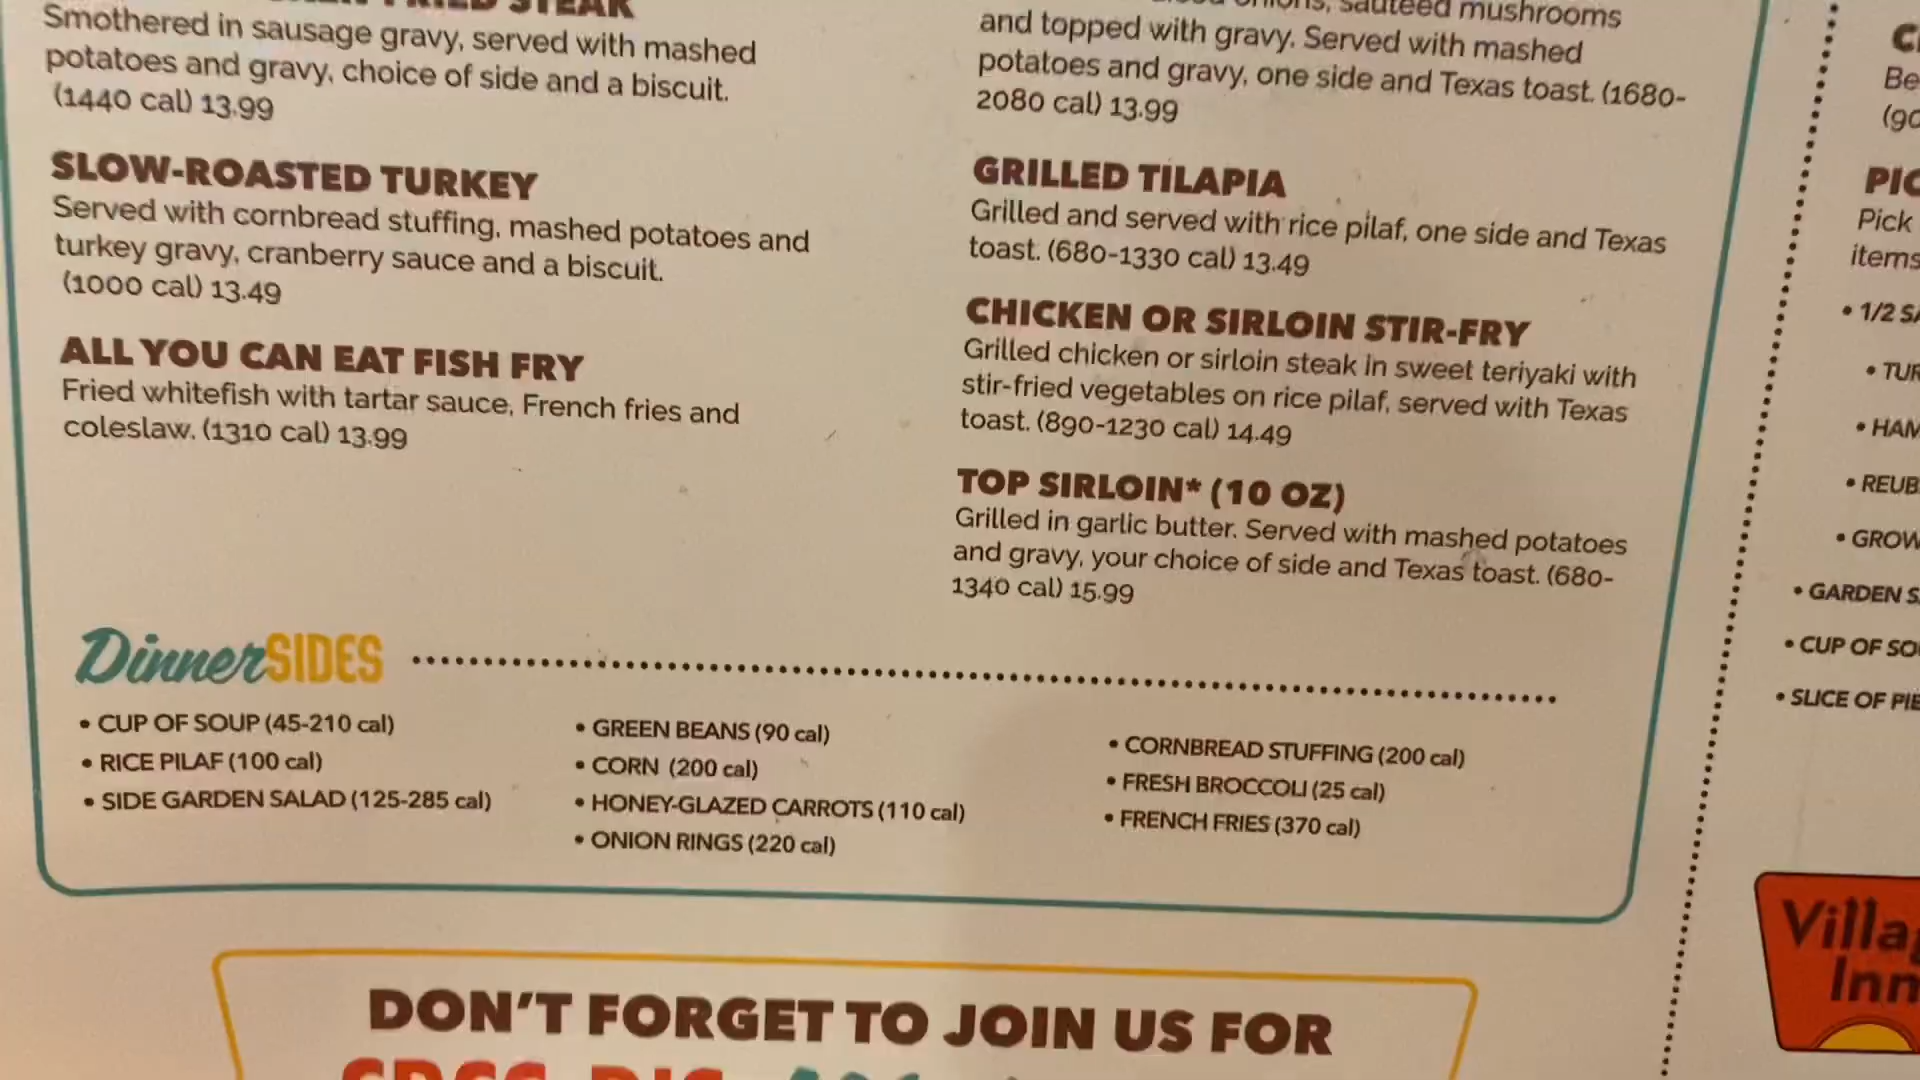 FRIED STEAK
Smothered in sausage gravy, served with mashed
potatoes and gravy, choice of side and a biscuit.
(1440 cal) 13.99
SLOW-ROASTED TURKEY
Served with cornbread stuffing, mashed potatoes and
turkey gravy, cranberry sauce and a biscuit.
(1000 cal) 13.49
ALL YOU CAN EAT FISH FRY
Fried whitefish with tartar sauce, French fries and
coleslaw. (1310 cal) 13.99
onions, sautéed mushrooms
and topped with gravy. Served with mashed
potatoes and gravy, one side and Texas toast. (1680-
2080 cal) 13.99
GRILLED TILAPIA
Grilled and served with rice pilaf, one side and Texas
toast. (680-1330 cal) 13.49
CHICKEN OR SIRLOIN STIR-FRY
Grilled chicken or sirloin steak in sweet teriyaki with
stir-fried vegetables on rice pilaf, served with Texas
toast. (890-1230 cal) 14.49
TOP SIRLOIN* (10 OZ)
Grilled in garlic butter. Served with mashed potatoes
and gravy, your choice of side and Texas toast. (680-
1340 cal) 15.99
Dinner SIDES
• CUP OF SOUP (45-210 cal)
• RICE PILAF (100 cal)
• SIDE GARDEN SALAD (125-285 cal)
• GREEN BEANS (90 cal)
• CORN (200 cal)
• HONEY-GLAZED CARROTS (110 cal)
• ONION RINGS (220 cal)
• CORNBREAD STUFFING (200 cal)
• FRESH BROCCOLI (25 cal)
• FRENCH FRIES (370 cal)
DON'T FORGET TO JOIN US FOR
Pick
items
• 1/2
• GARDEN
• CUP OF
• SLICE OF PIE
Inn